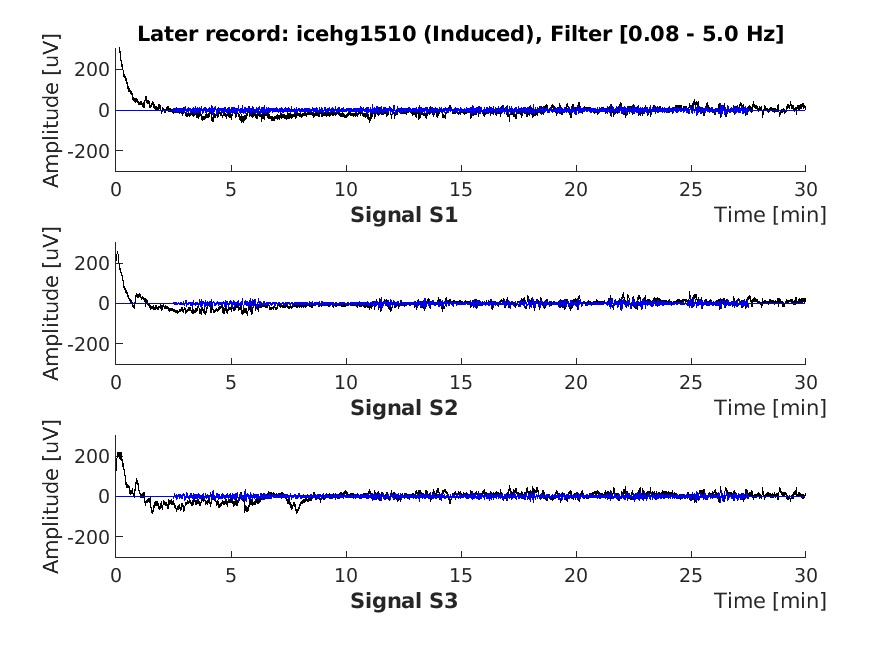 Later record: icehg1510 (Induced), Filter [0.08 - 5.0 Hz]
Amplitude [uV]
200
0
-200
0 5 10 15 20 25 30
Signal S1 Time [min]
Amplitude [uV]
200
0
-200
0 5 10 15 20 25 30
Signal S2 Time [min]
Amplitude [uV]
200
0
-200
0 5 10 15 20 25 30
Signal S3 Time [min]